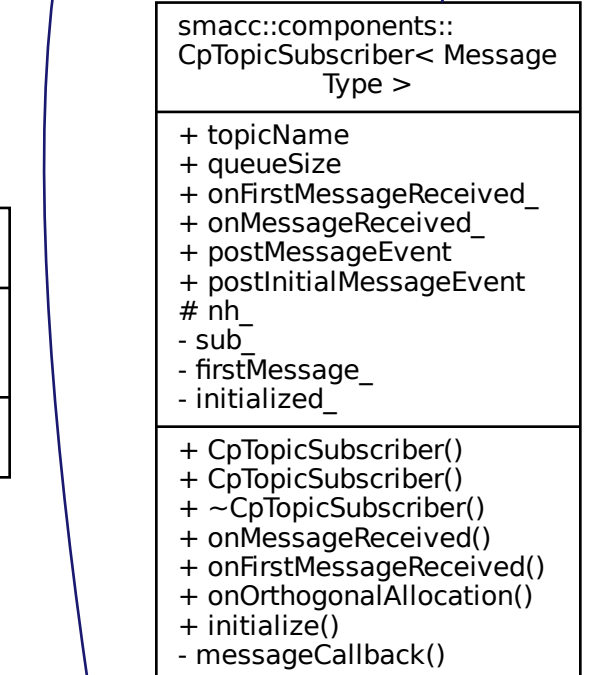 smacc::components::
CpTopicSubscriber< Message
Type >
+ topicName
+ queueSize
+ onFirstMessageReceived_
+ onMessageReceived_
+ postMessageEvent
+ postInitialMessageEvent
# nh_
- sub_
- firstMessage_
- initialized_
+ CpTopicSubscriber()
+ CpTopicSubscriber()
+ ~CpTopicSubscriber()
+ onMessageReceived()
+ onFirstMessageReceived()
+ onOrthogonalAllocation()
+ initialize()
- messageCallback()